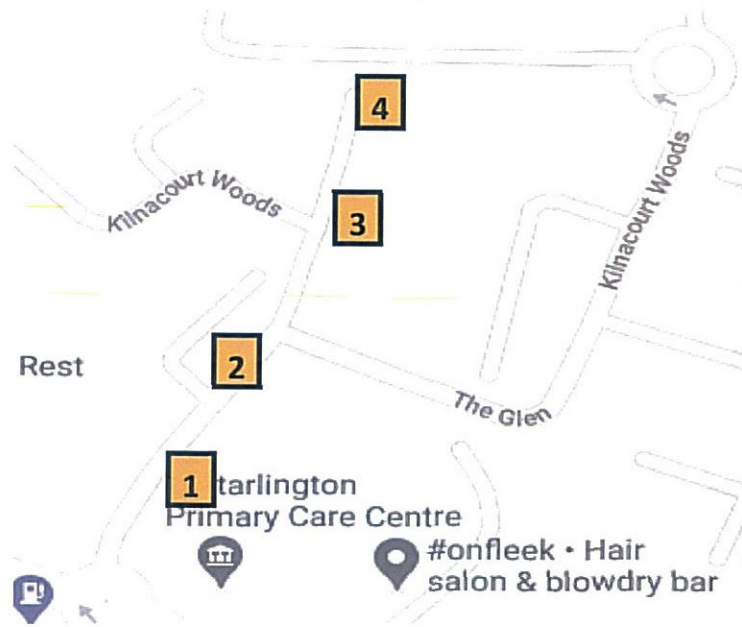 4
Kilnacourt Woods
3
Kilnacourt Woods
Rest
2
The Glen
1
tarlington
Primary Care Centre
#onfleek • Hair
salon & blowdry bar